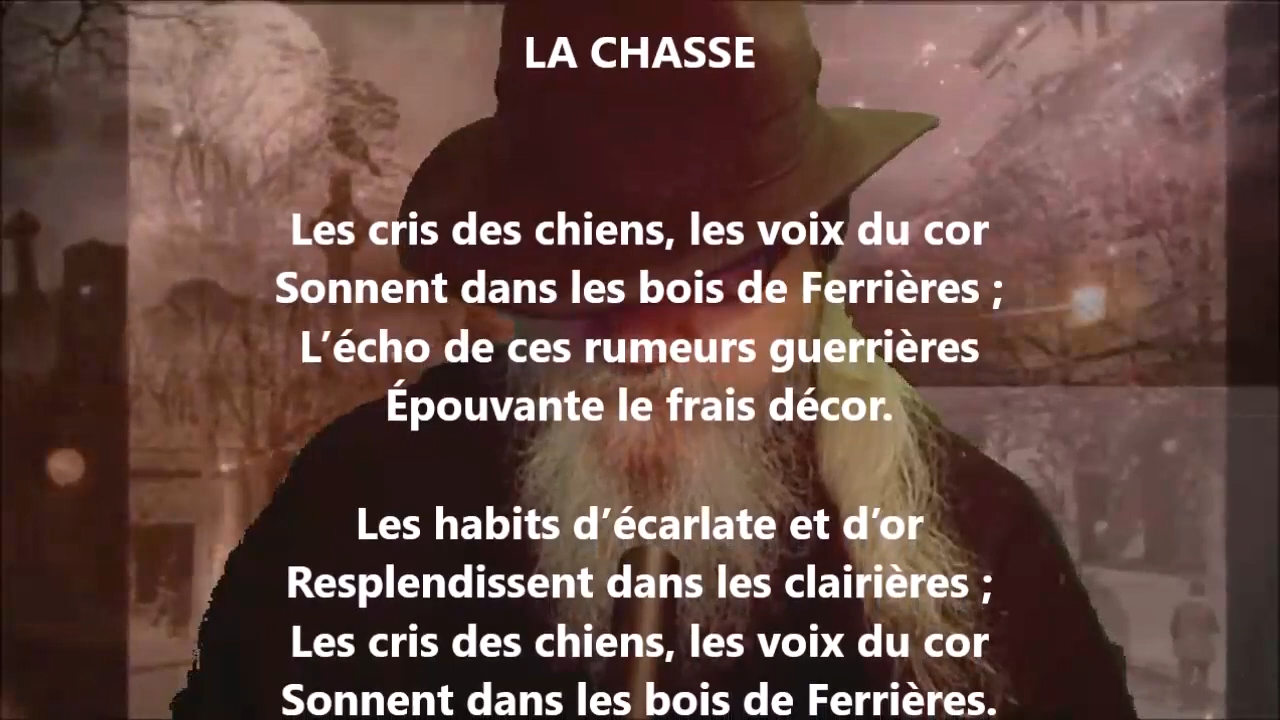 LA CHASSE
Les cris des chiens, les voix du cor
Sonnent dans les bois de Ferrières ;
L’écho de ces rumeurs guerrières
Épouvante le frais décor.
Les habits d’écarlate et d’or
Resplendissent dans les clairières ;
Les cris des chiens, les voix du cor
Sonnent dans les bois de Ferrières.